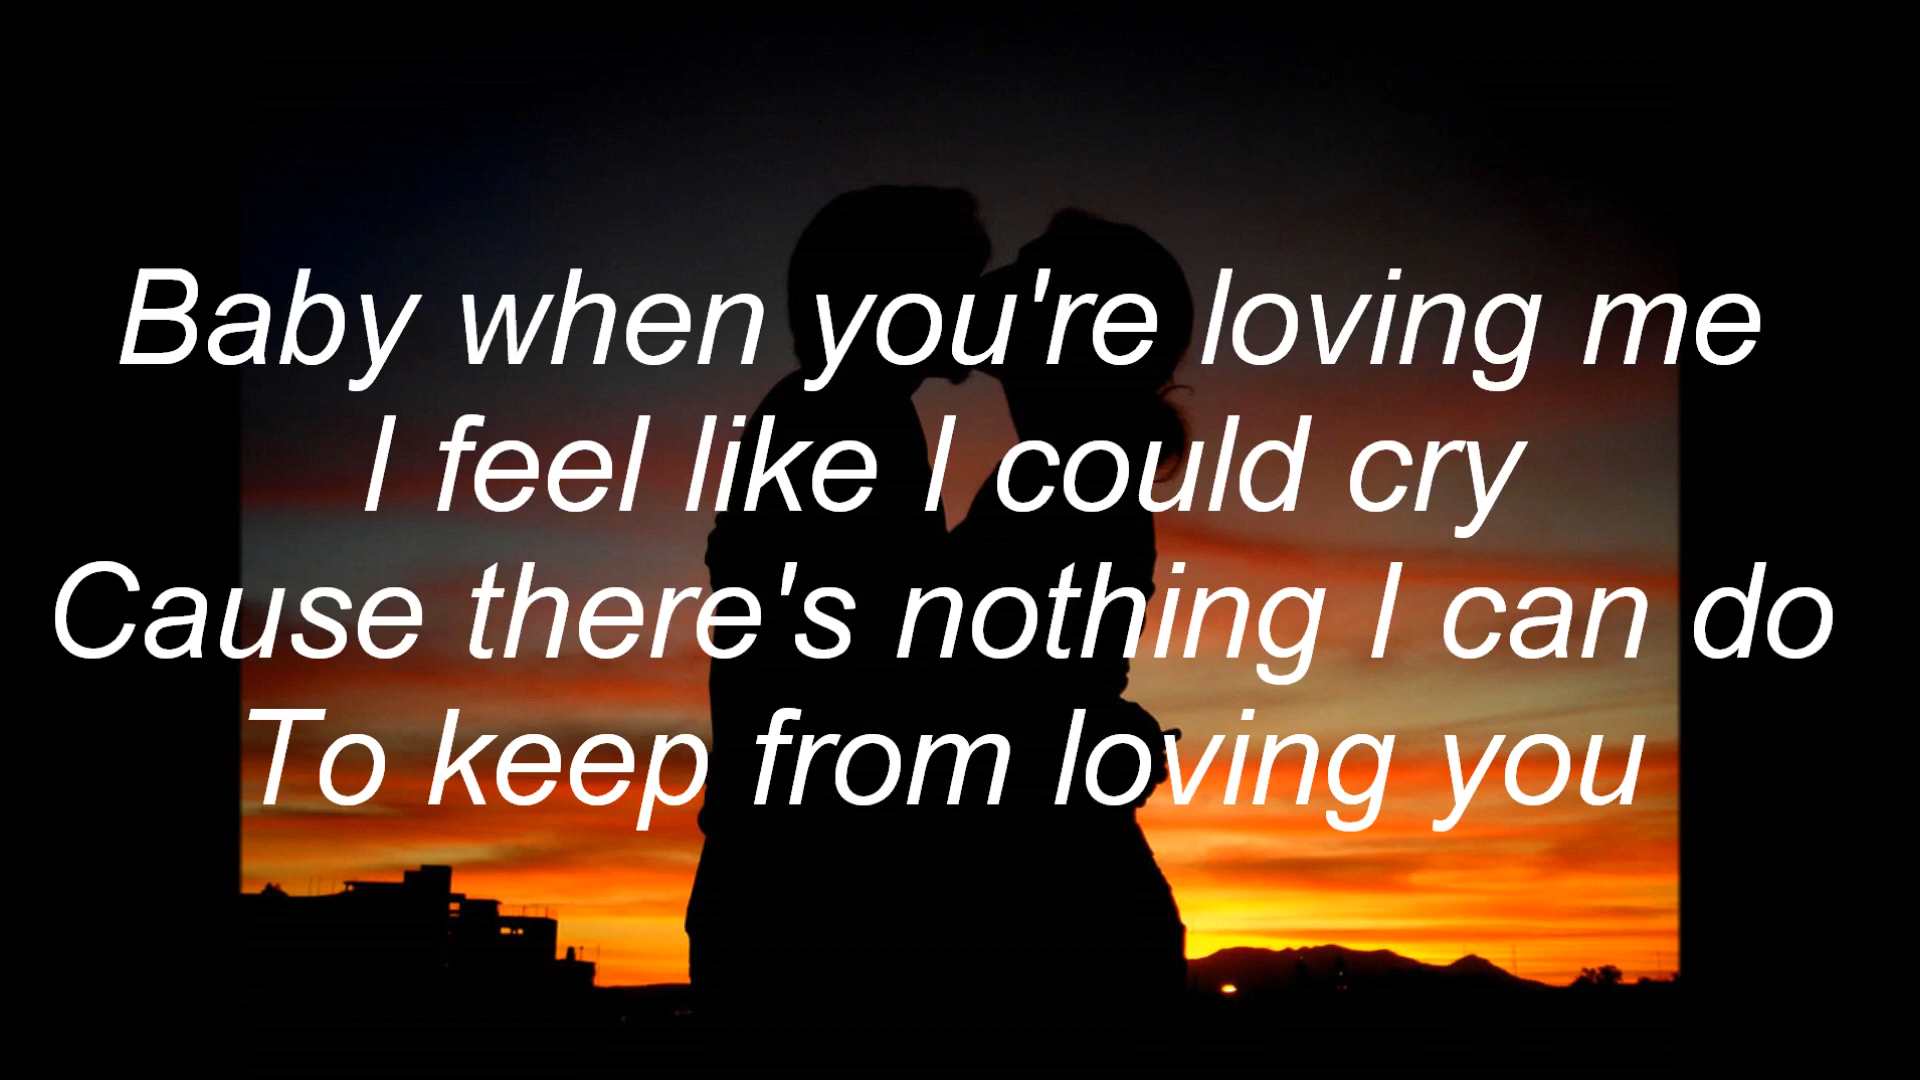 Baby when you're loving me
I feel like I could cry
Cause there's nothing I can do
To keep from loving you